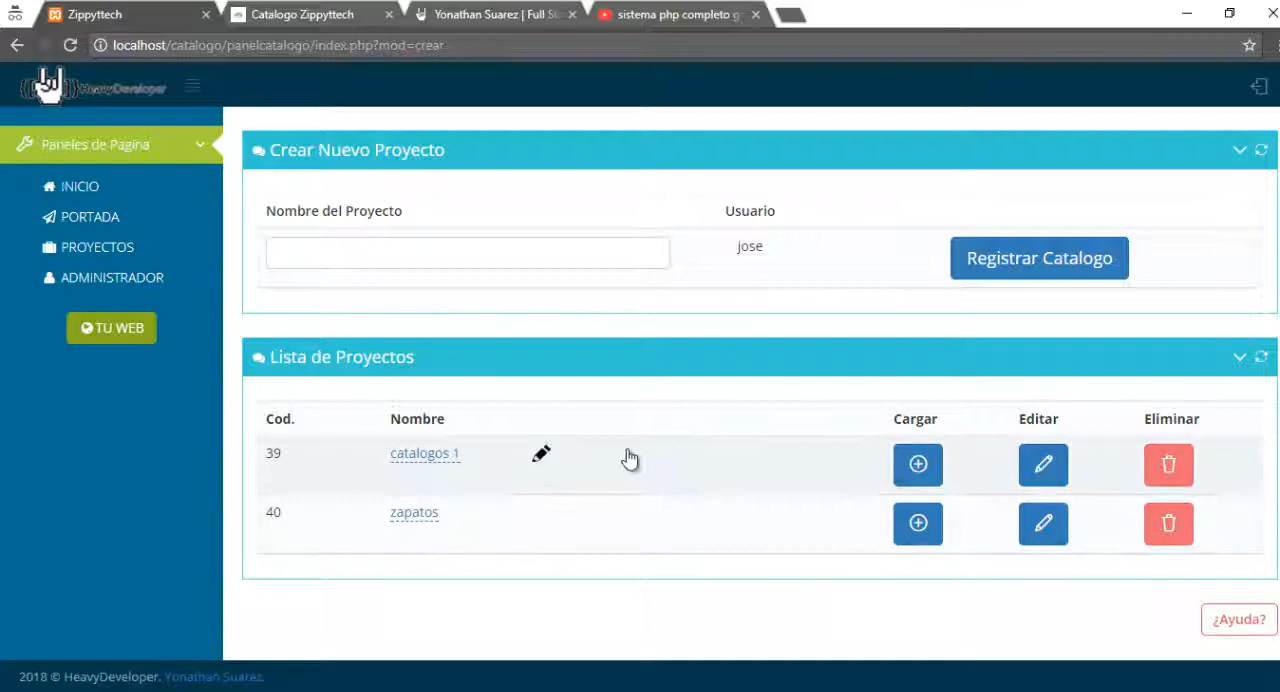 Zippyttech
Catalogo Zippyttech
Yonathan Suarez | Full St
sistema php completo g
localhost/catalogo/panelcatalogo/index.php?mod=crear
HeavyDeveloper
Paneles de Pagina
INICIO
PORTADA
PROYECTOS
ADMINISTRADOR
TU WEB
Crear Nuevo Proyecto
Nombre del Proyecto Usuario
jose Registrar Catalogo
Lista de Proyectos
Cod. Nombre Cargar Editar Eliminar
39 catalogos 1
40 zapatos
¿Ayuda?
2018 © HeavyDeveloper. Yonathan Suarez.